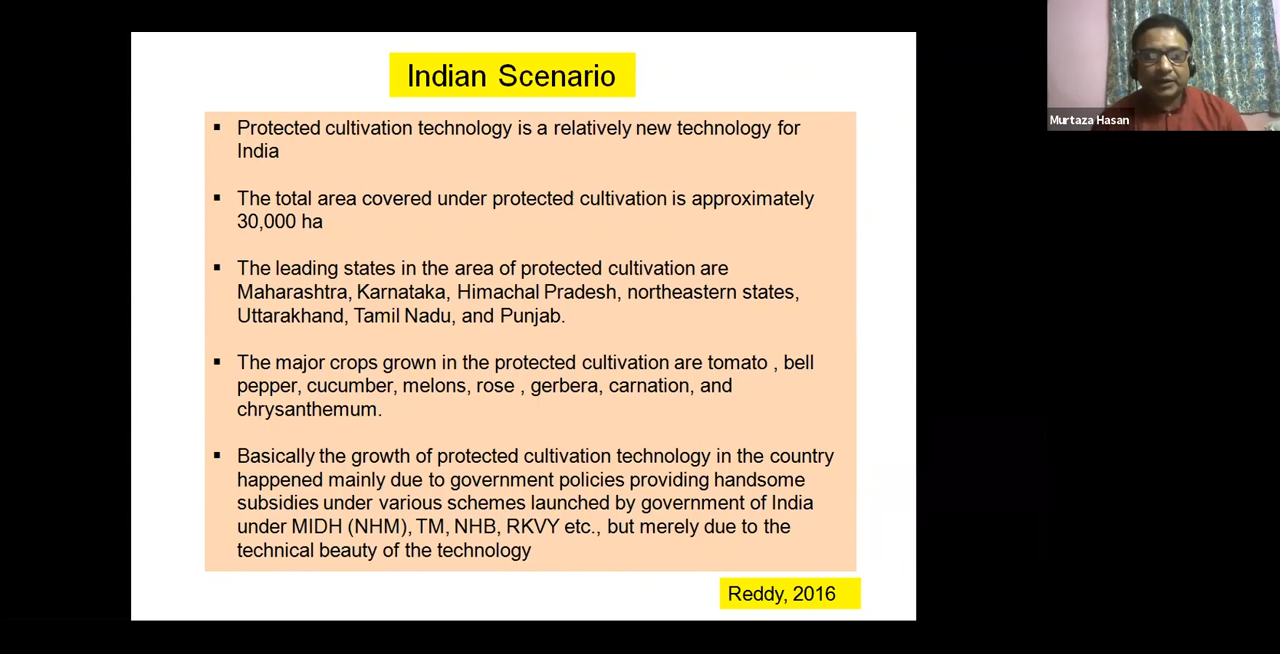 Indian Scenario
▪ Protected cultivation technology is a relatively new technology for
India
▪ The total area covered under protected cultivation is approximately
30,000 ha
▪ The leading states in the area of protected cultivation are
Maharashtra, Karnataka, Himachal Pradesh, northeastern states,
Uttarakhand, Tamil Nadu, and Punjab.
▪ The major crops grown in the protected cultivation are tomato , bell
pepper, cucumber, melons, rose , gerbera, carnation, and
chrysanthemum.
▪ Basically the growth of protected cultivation technology in the country
happened mainly due to government policies providing handsome
subsidies under various schemes launched by government of India
under MIDH (NHM), TM, NHB, RKVY etc., but merely due to the
technical beauty of the technology
Reddy, 2016
Murtaza Hasan